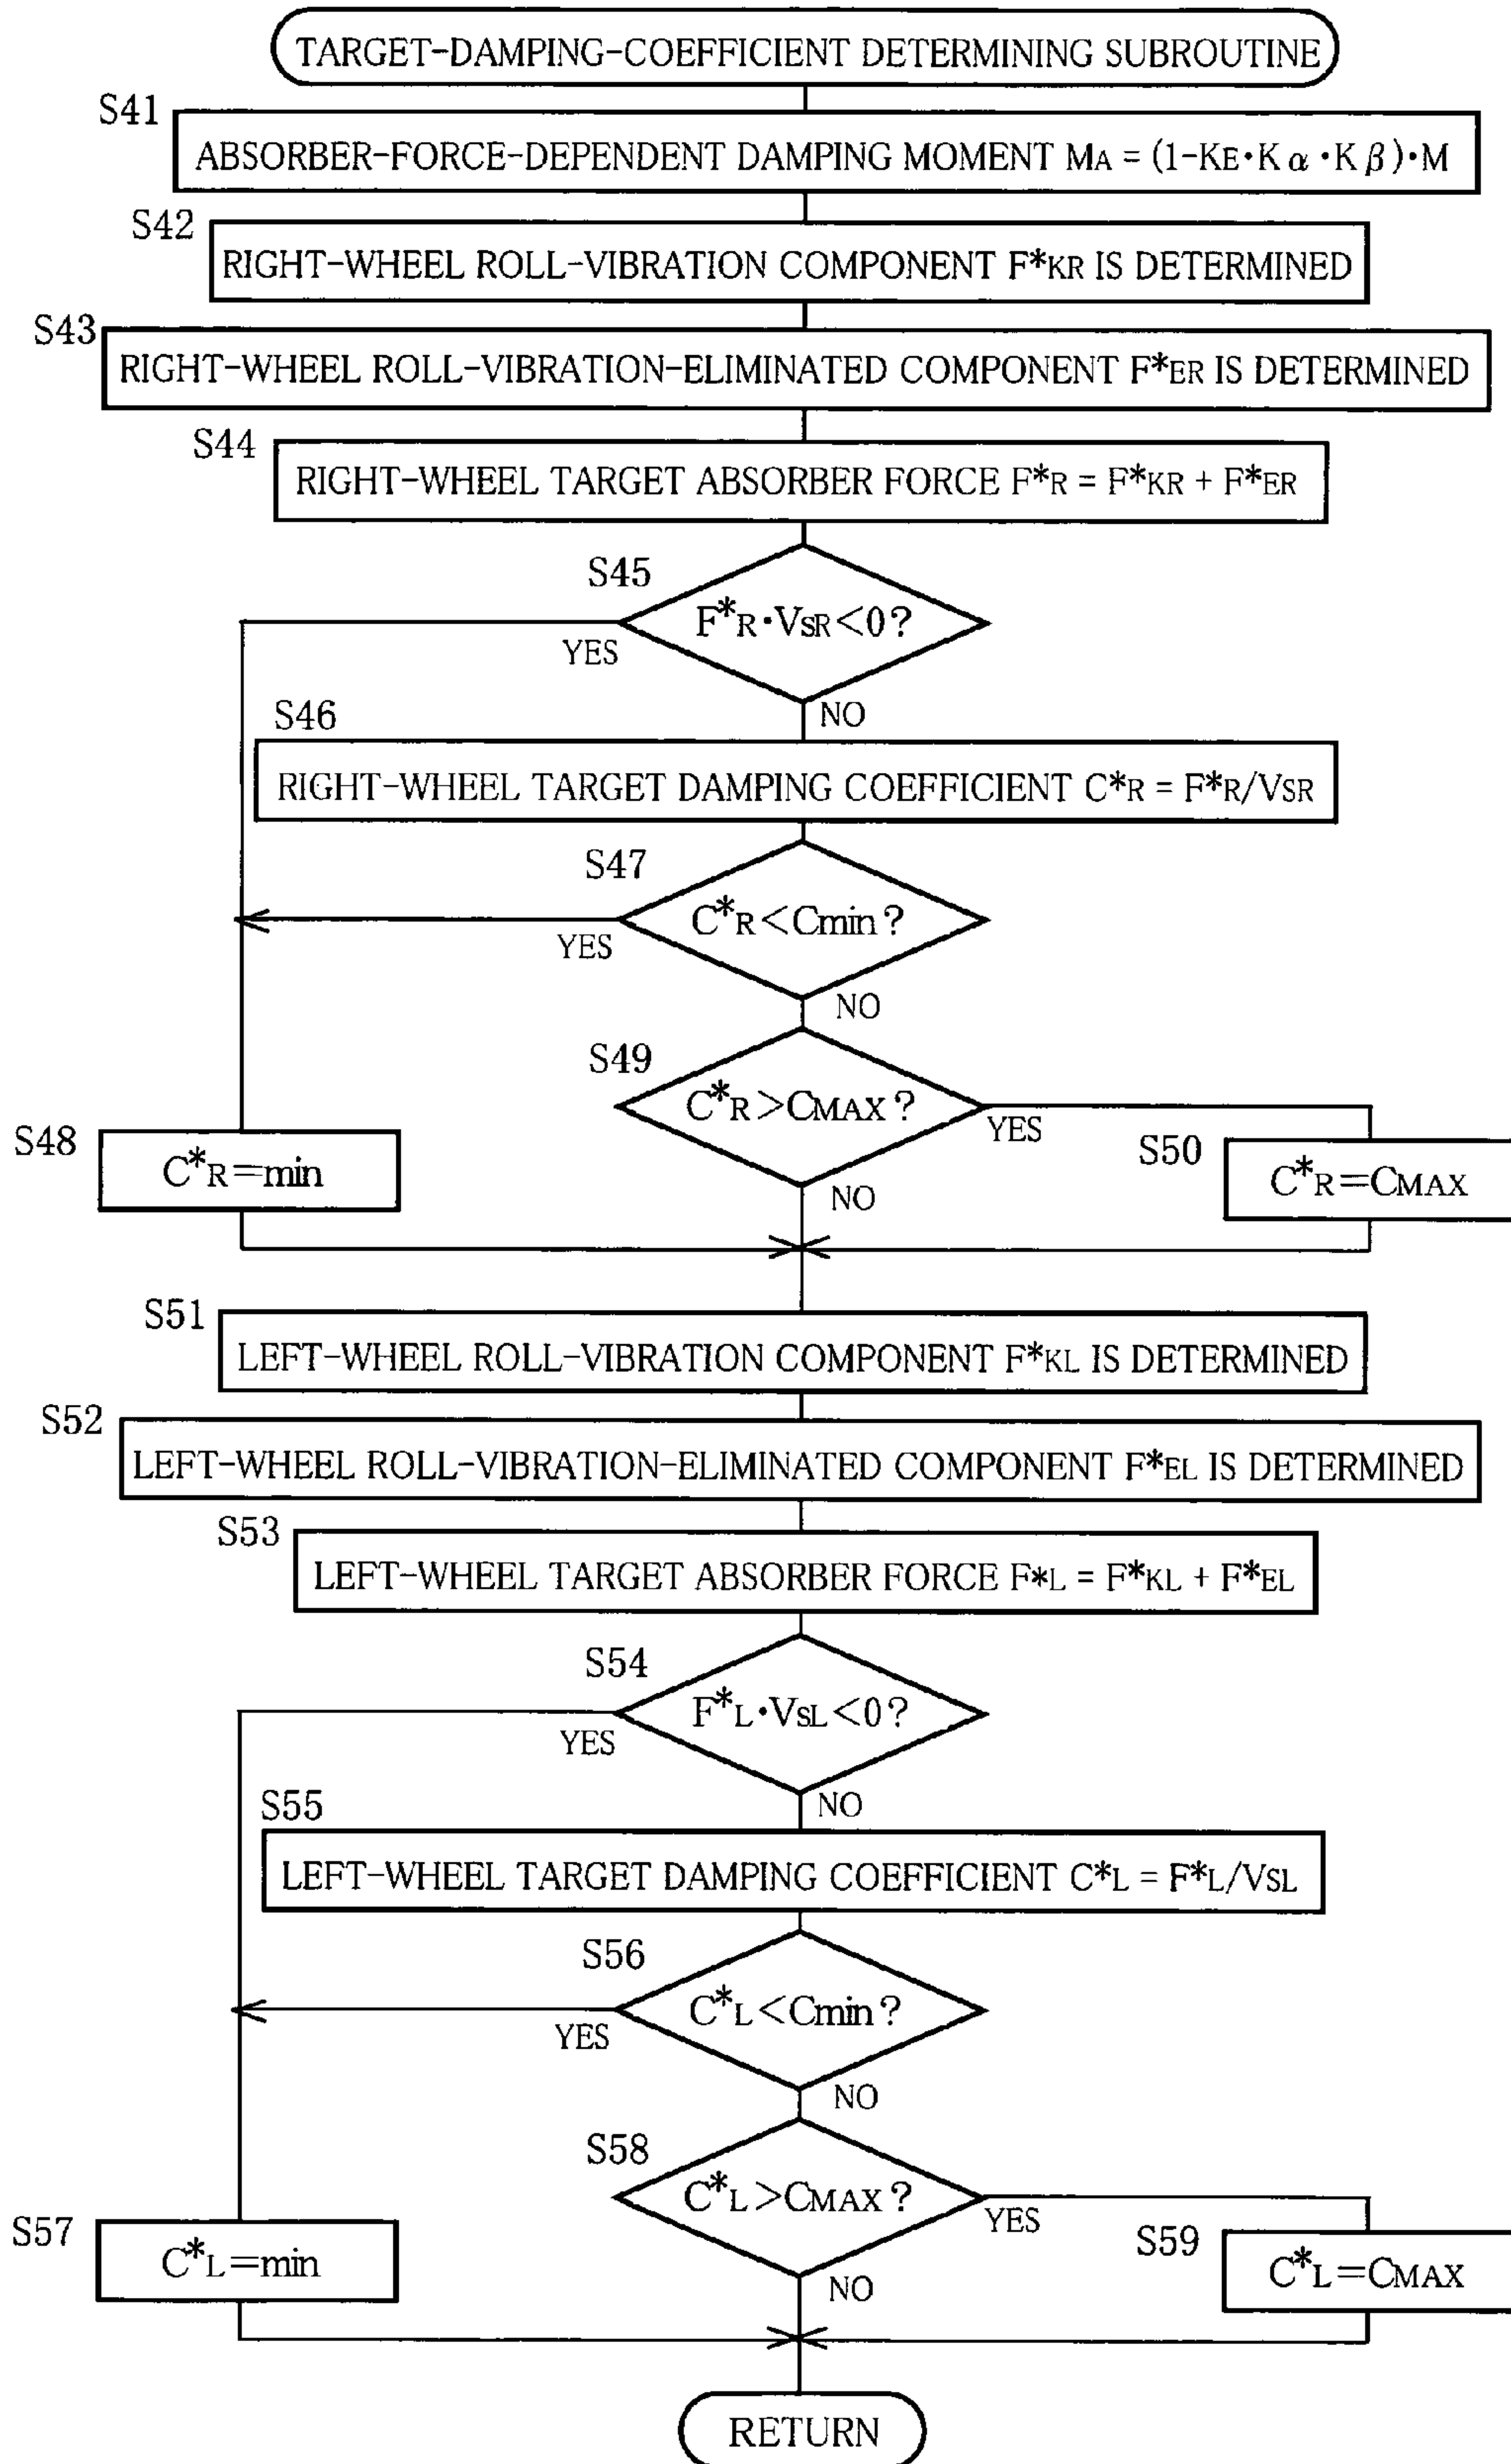 TARGET-DAMPING-COEFFICIENT DETERMINING SUBROUTINE
S41
ABSORBER-FORCE-DEPENDENT DAMPING MOMENT MA = (1-KE・Kα・Kβ)・M
S42
RIGHT-WHEEL ROLL-VIBRATION COMPONENT F*KR IS DETERMINED
S43
RIGHT-WHEEL ROLL-VIBRATION-ELIMINATED COMPONENT F*ER IS DETERMINED
S44
RIGHT-WHEEL TARGET ABSORBER FORCE F*R = F*KR + F*ER
S45
F*R・VSR<0?
YES
NO
S46
RIGHT-WHEEL TARGET DAMPING COEFFICIENT C*R = F*R/VSR
S47
C*R<Cmin?
YES
NO
S49
C*R>CMAX?
YES
NO
S48
C*R=min
S50
C*R=CMAX
S51
LEFT-WHEEL ROLL-VIBRATION COMPONENT F*KL IS DETERMINED
S52
LEFT-WHEEL ROLL-VIBRATION-ELIMINATED COMPONENT F*EL IS DETERMINED
S53
LEFT-WHEEL TARGET ABSORBER FORCE F*L = F*KL + F*EL
S54
F*L・VSL<0?
YES
NO
S55
LEFT-WHEEL TARGET DAMPING COEFFICIENT C*L = F*L/VSL
S56
C*L<Cmin?
YES
NO
S58
C*L>CMAX?
YES
NO
S57
C*L=min
S59
C*L=CMAX
RETURN